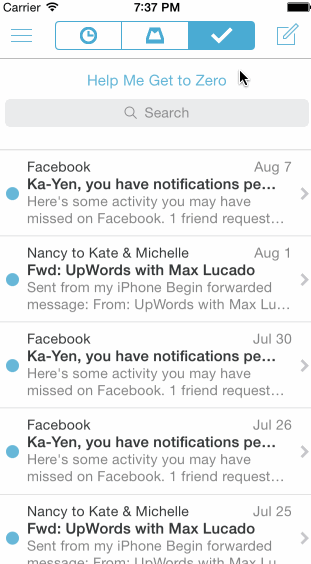 Carrier 7:37 PM
Help Me Get to Zero
Search
Facebook Aug 7
Ka-Yen, you have notifications pe...
Here's some activity you may have
missed on Facebook. 1 friend request...
Nancy to Kate & Michelle Aug 1
Fwd: UpWords with Max Lucado
Sent from my iPhone Begin forwarded
message: From: UpWords with Max Lu...
Facebook Jul 30
Ka-Yen, you have notifications pe...
Here's some activity you may have
missed on Facebook. 1 friend request...
Facebook Jul 26
Ka-Yen, you have notifications pe...
Here's some activity you may have
missed on Facebook. 1 friend request...
Nancy to Kate & Michelle Jul 25
Fwd: UpWords with Max Lucado
Sent from my iPhone Begin forwarded